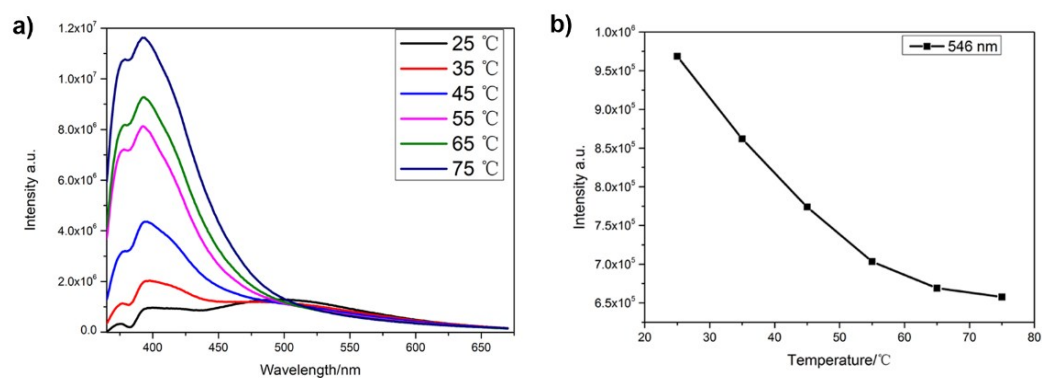 a)
25 ℃
35 ℃
45 ℃
55 ℃
65 ℃
75 ℃
1.2x10⁷
1.0x10⁷
8.0x10⁶
6.0x10⁶
4.0x10⁶
2.0x10⁶
0.0
Intensity a.u.
400 450 500 550 600 650
Wavelength/nm
b)
546 nm
1.0x10⁶
9.5x10⁵
9.0x10⁵
8.5x10⁵
8.0x10⁵
7.5x10⁵
7.0x10⁵
6.5x10⁵
Intensity a.u.
20 30 40 50 60 70 80
Temperature/℃